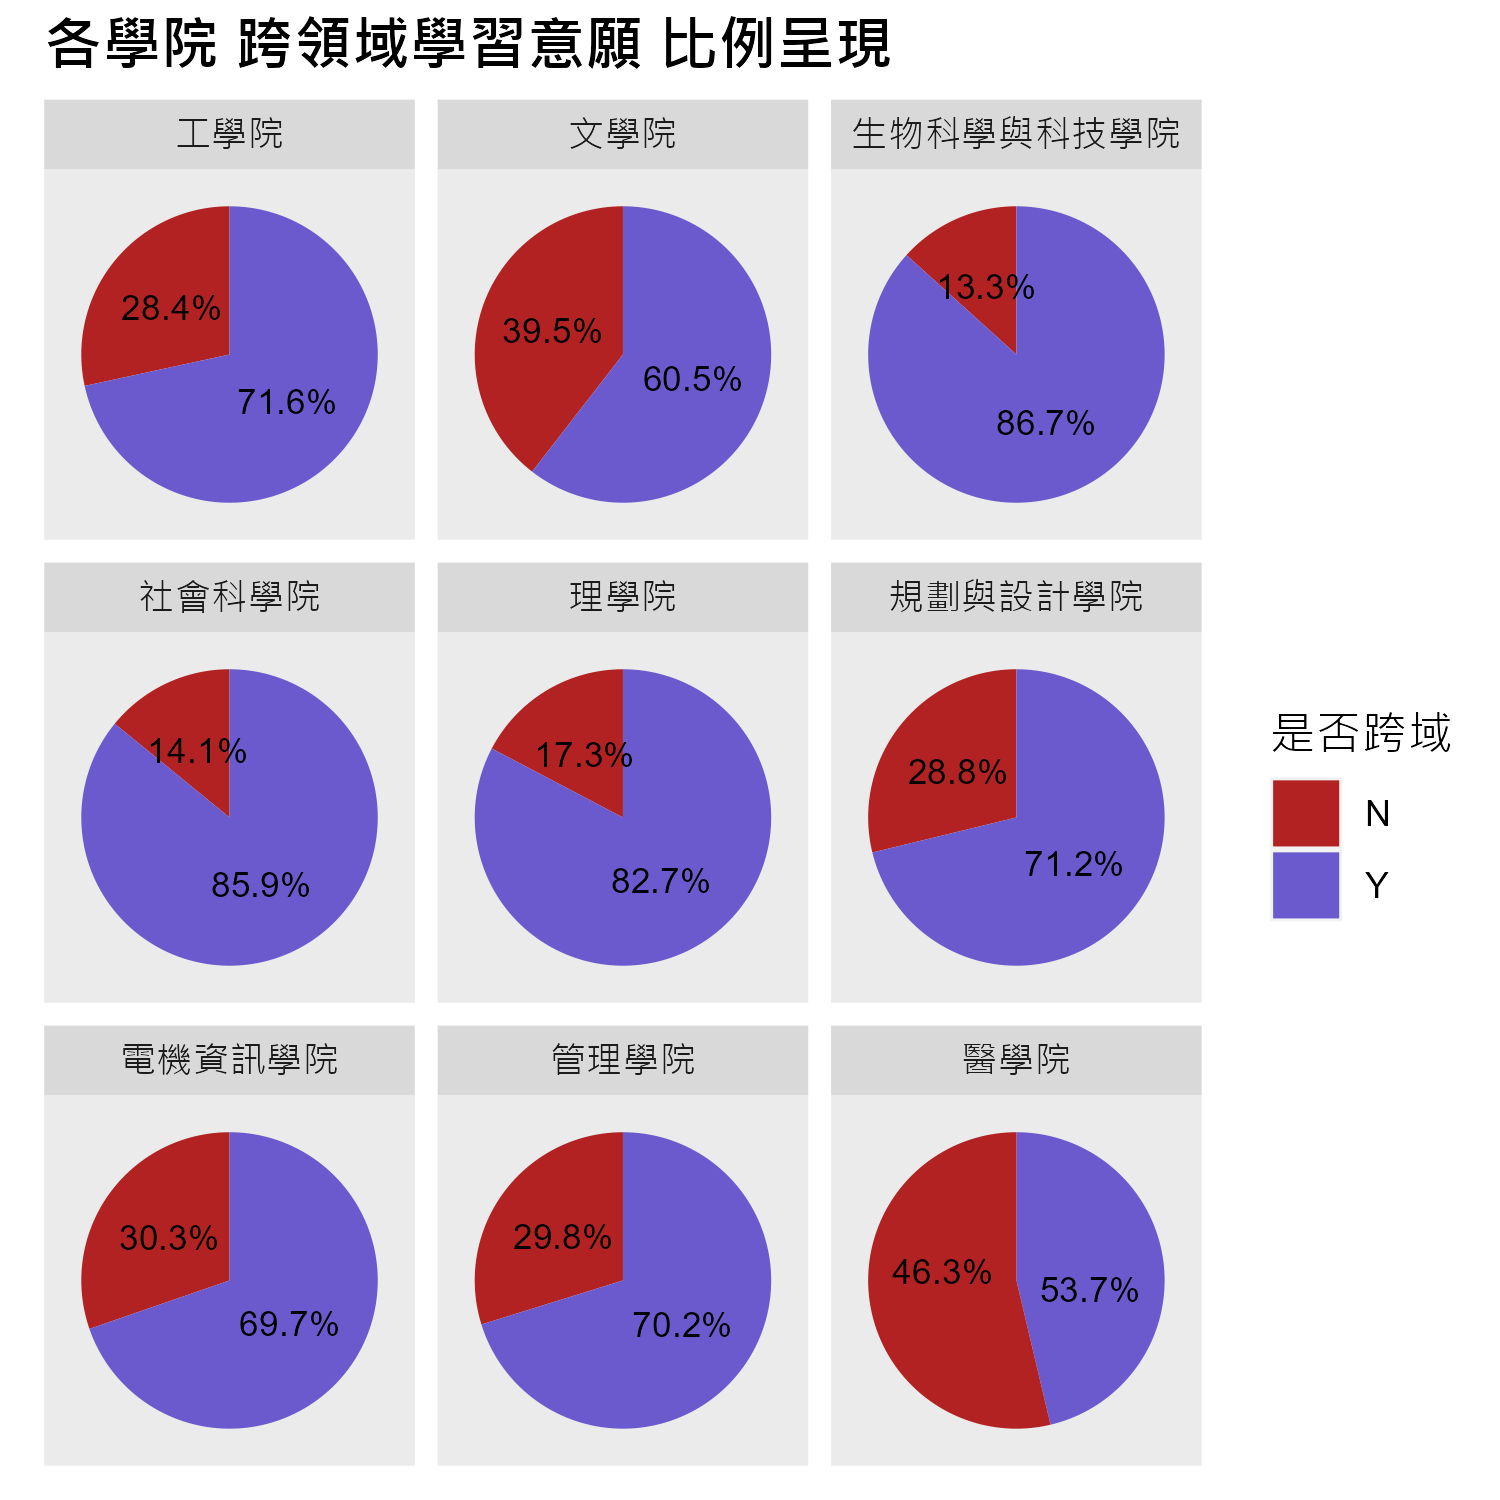 各學院 跨領域學習意願 比例呈現
工學院
28.4%
71.6%
文學院
39.5%
60.5%
生物科學與科技學院
13.3%
86.7%
社會科學院
14.1%
85.9%
理學院
17.3%
82.7%
規劃與設計學院
28.8%
71.2%
電機資訊學院
30.3%
69.7%
管理學院
29.8%
70.2%
醫學院
46.3%
53.7%
是否跨域
N
Y